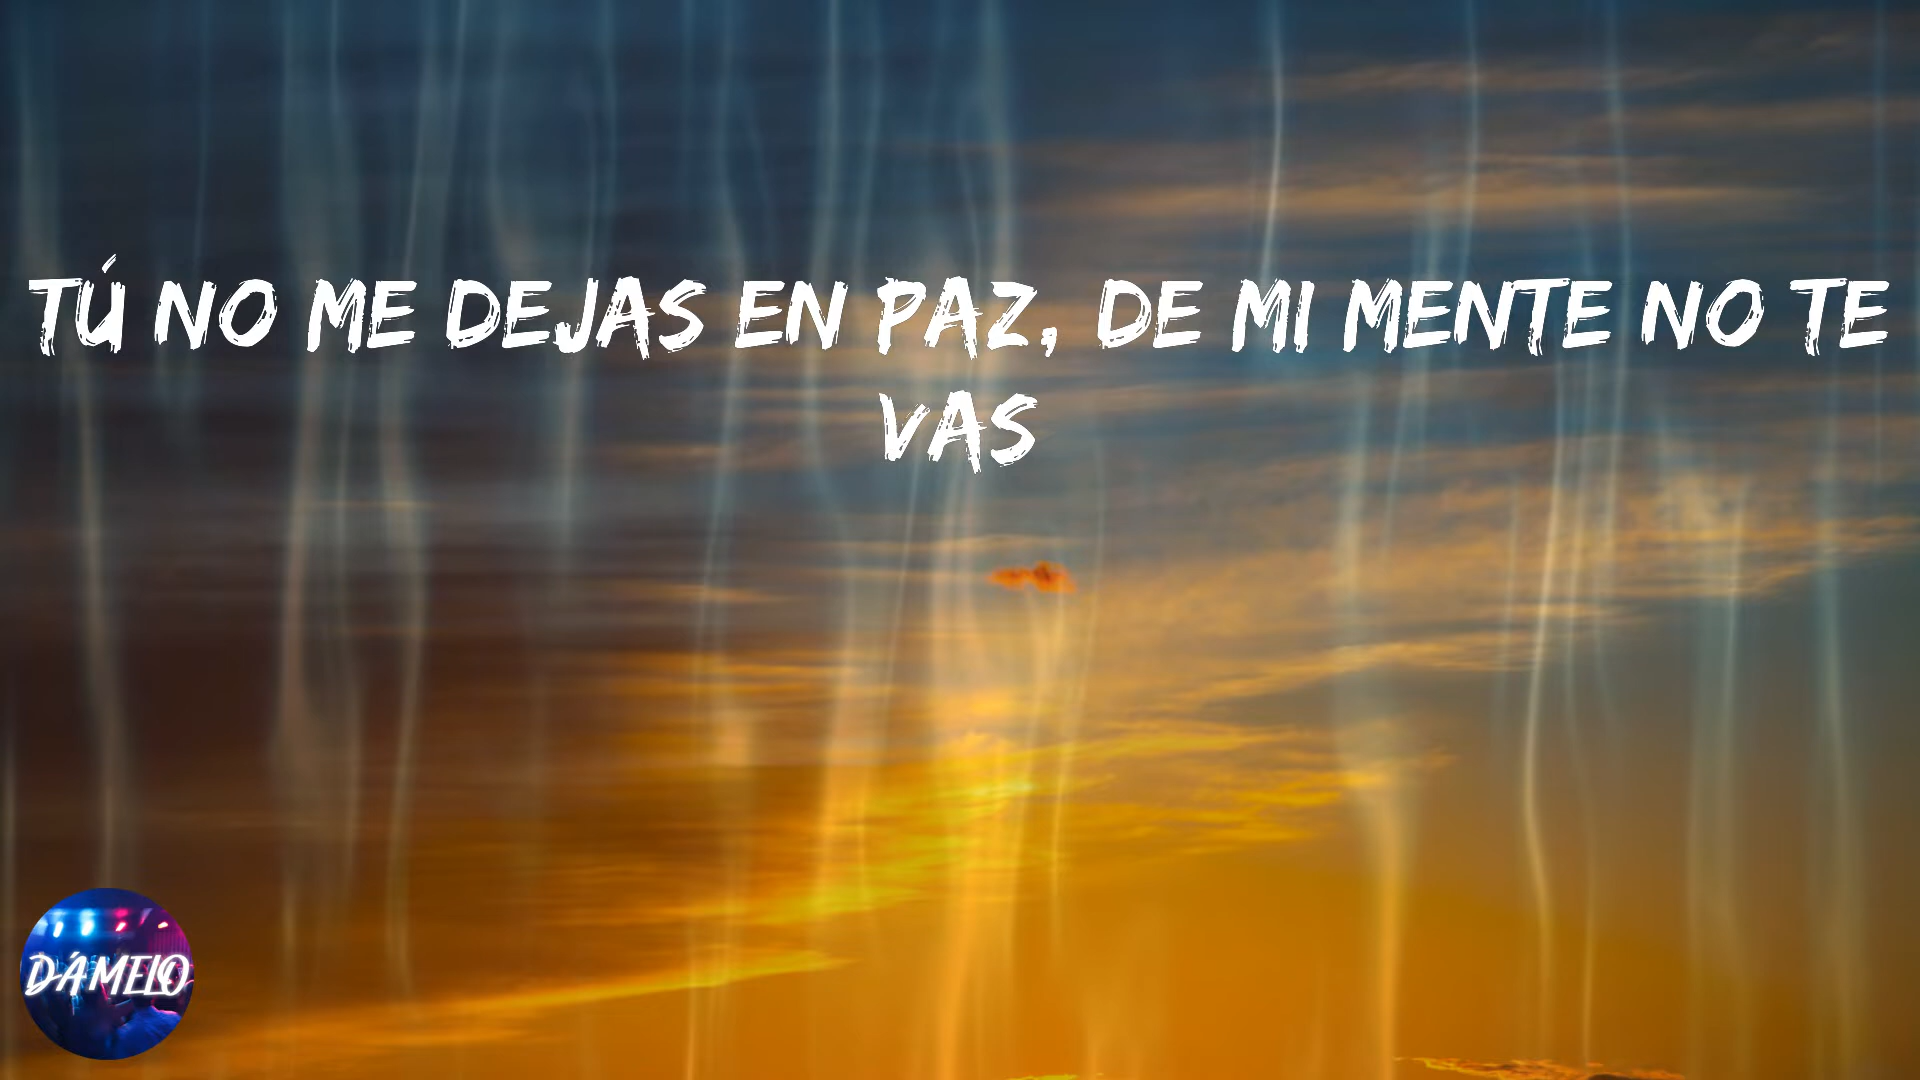 TÚ NO ME DEJAS EN PAZ, DE MI MENTE NO TE
VAS
DÁMELO